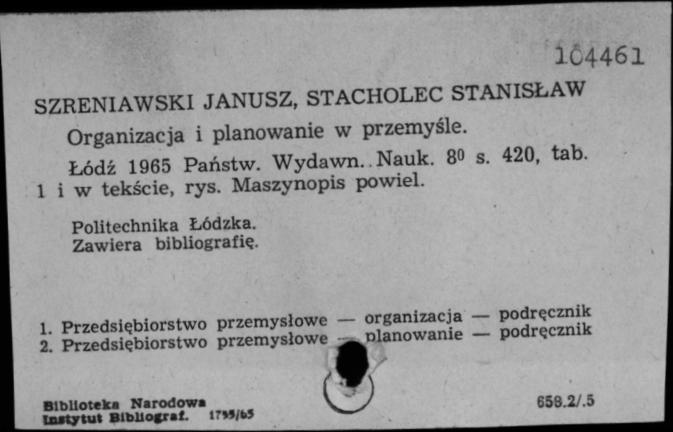 104461
SZRENIAWSKI JANUSZ, STACHOLEC STANISŁAW
Organizacja i planowanie w przemyśle.
Łódź 1965 Państw. Wydawn. Nauk. 8⁰ s. 420, tab.
1 i w tekście, rys. Maszynopis powiel.
Politechnika Łódzka.
Zawiera bibliografię.
1. Przedsiębiorstwo przemysłowe — organizacja — podręcznik
2. Przedsiębiorstwo przemysłowe — planowanie — podręcznik
Biblioteka Narodowa
Instytut Bibliograf. 1795/65
658.2/.5